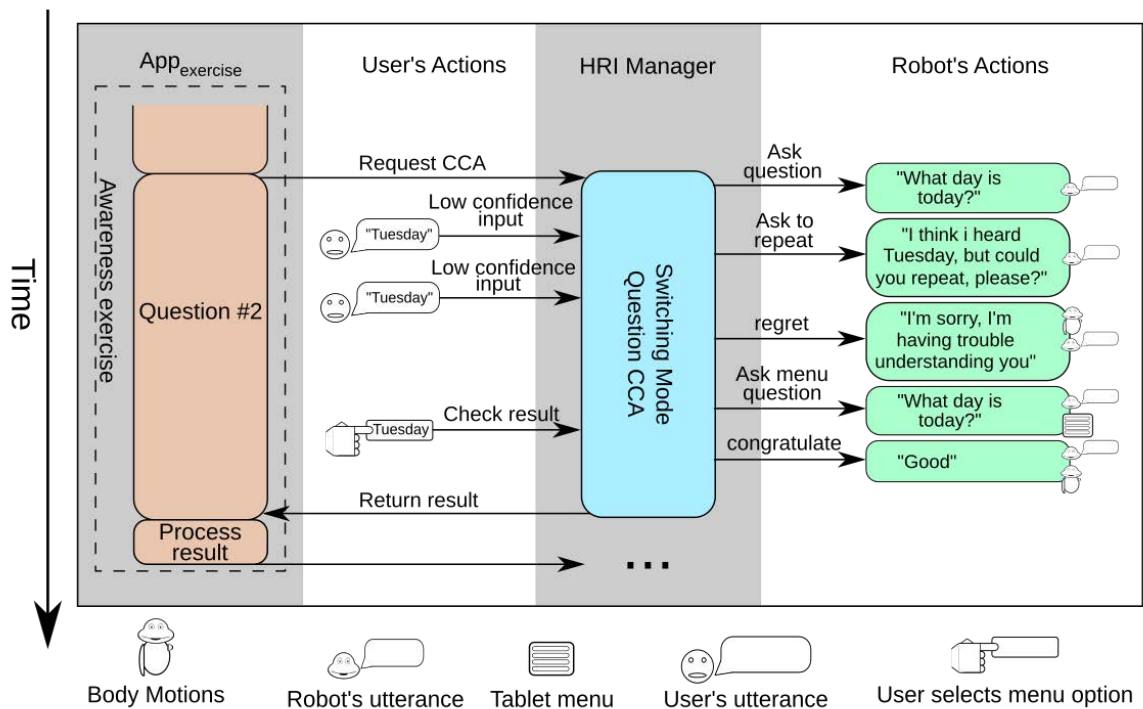 Time
App_exercise
User's Actions
HRI Manager
Robot's Actions
Awareness exercise
Question #2
Process
result
Request CCA
Low confidence
input
"Tuesday"
Low confidence
input
"Tuesday"
Tuesday
Check result
Return result
Switching Mode
Question CCA
...
Ask
question
"What day is
today?"
Ask to
repeat
"I think i heard
Tuesday, but could
you repeat, please?"
regret
"I'm sorry, I'm
having trouble
understanding you"
Ask menu
question
"What day is
today?"
congratulate
"Good"
Body Motions
Robot's utterance
Tablet menu
User's utterance
User selects menu option